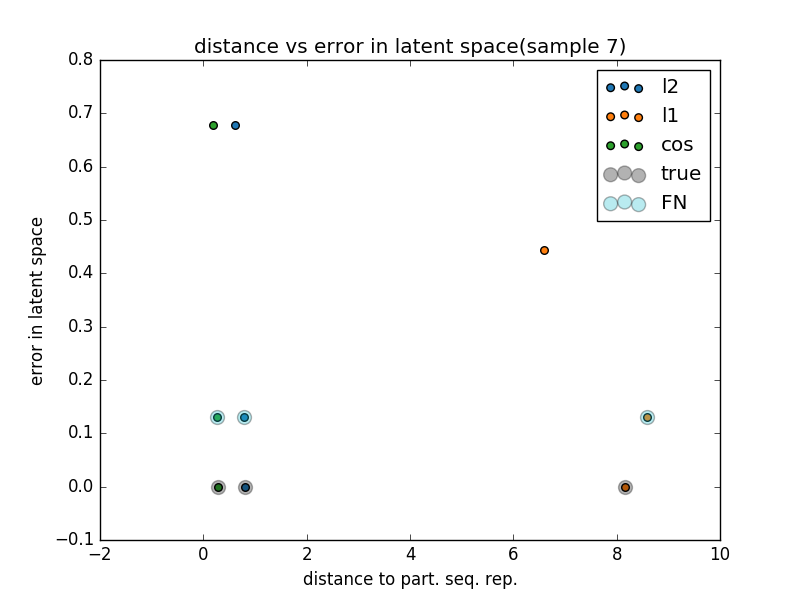 distance vs error in latent space(sample 7)
0.8
0.7
0.6
0.5
0.4
0.3
0.2
0.1
0.0
−0.1
error in latent space
l2
l1
cos
true
FN
−2 0 2 4 6 8 10
distance to part. seq. rep.